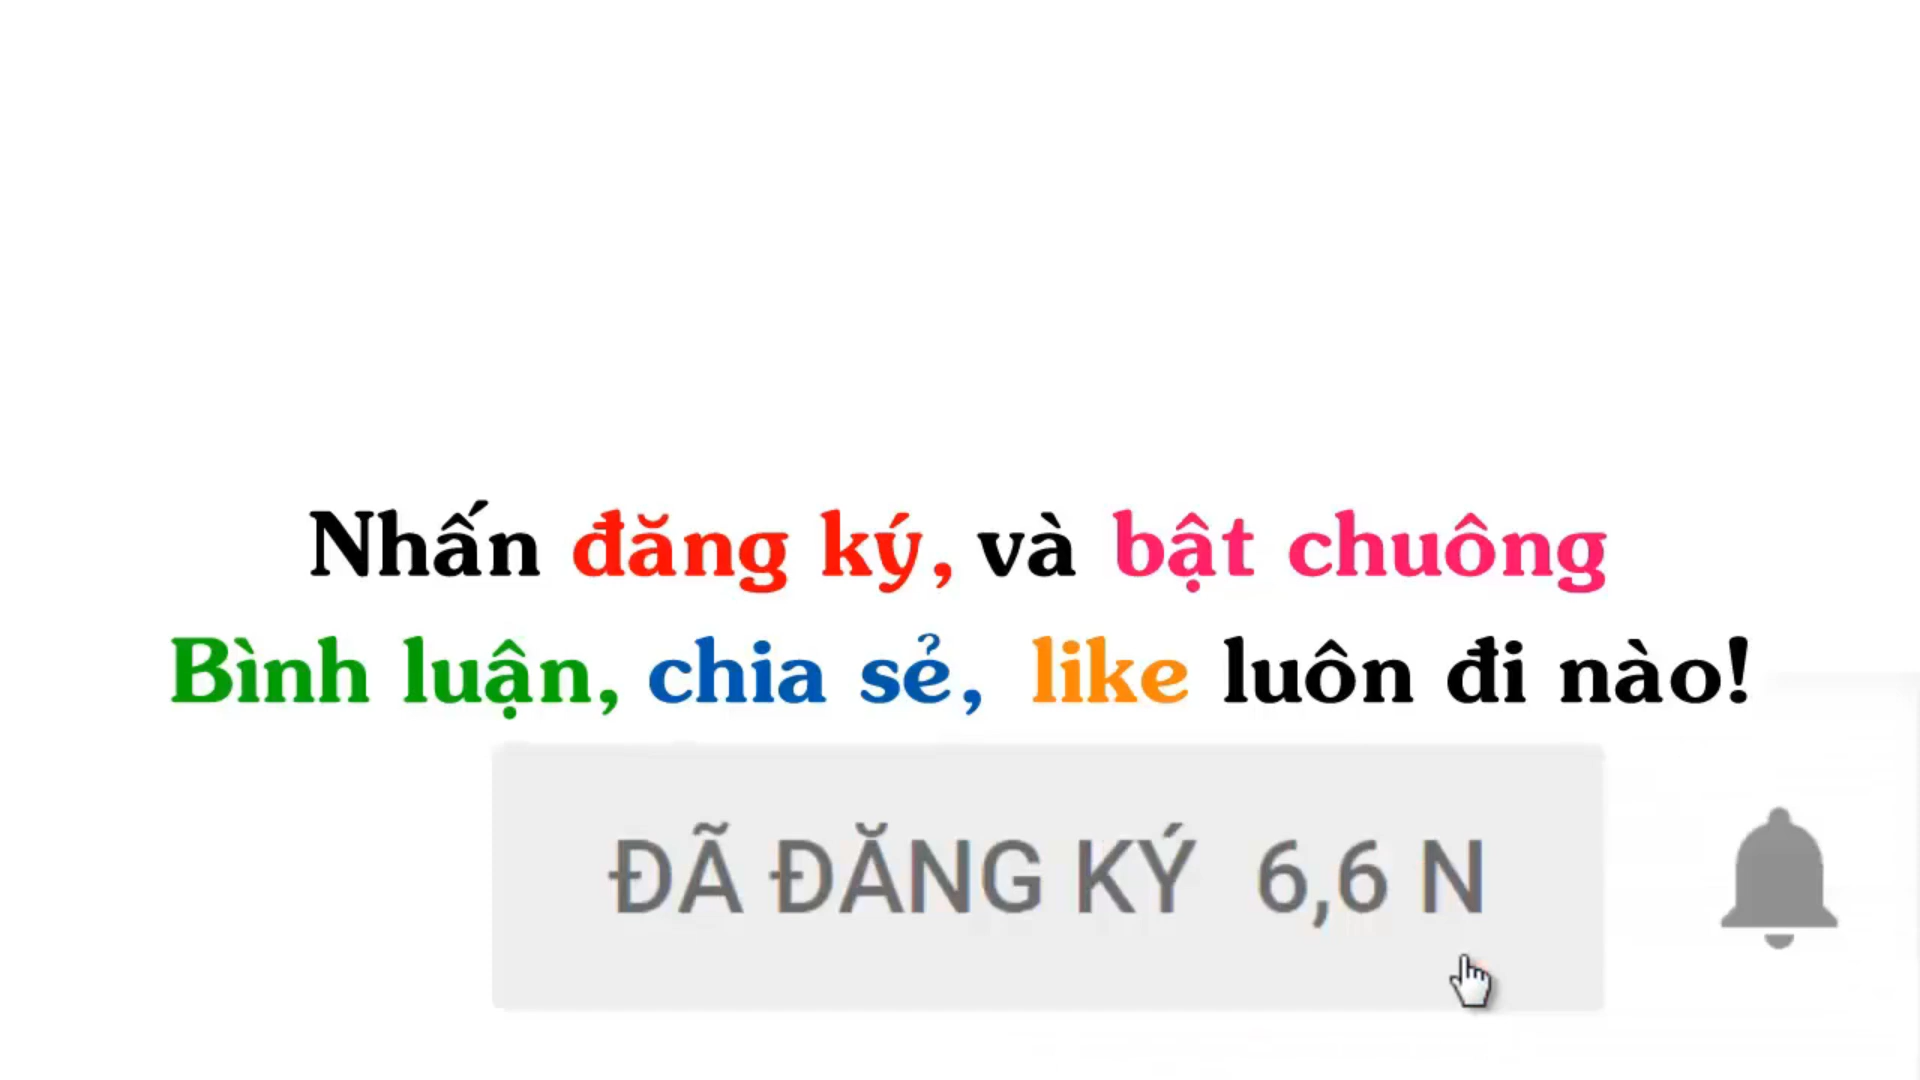 Nhấn đăng ký, và bật chuông
Bình luận, chia sẻ, like luôn đi nào!
ĐÃ ĐĂNG KÝ 6,6 N